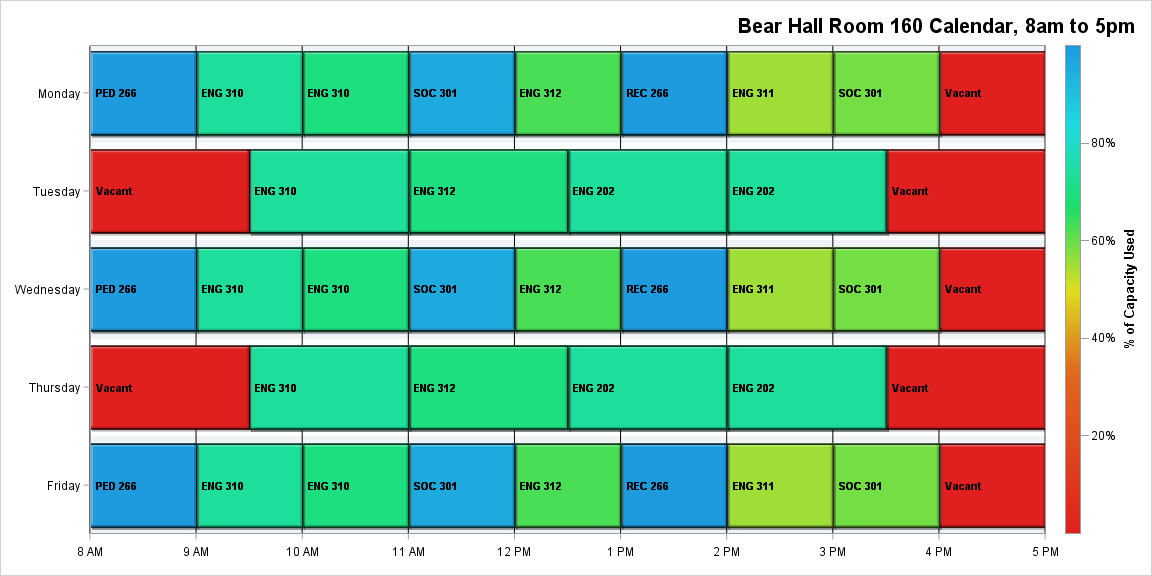 Bear Hall Room 160 Calendar, 8am to 5pm
Monday
PED 266
ENG 310
ENG 310
SOC 301
ENG 312
REC 266
ENG 311
SOC 301
Vacant
Tuesday
Vacant
ENG 310
ENG 312
ENG 202
ENG 202
Vacant
Wednesday
PED 266
ENG 310
ENG 310
SOC 301
ENG 312
REC 266
ENG 311
SOC 301
Vacant
Thursday
Vacant
ENG 310
ENG 312
ENG 202
ENG 202
Vacant
Friday
PED 266
ENG 310
ENG 310
SOC 301
ENG 312
REC 266
ENG 311
SOC 301
Vacant
8 AM
9 AM
10 AM
11 AM
12 PM
1 PM
2 PM
3 PM
4 PM
5 PM
80%
60%
40%
20%
% of Capacity Used